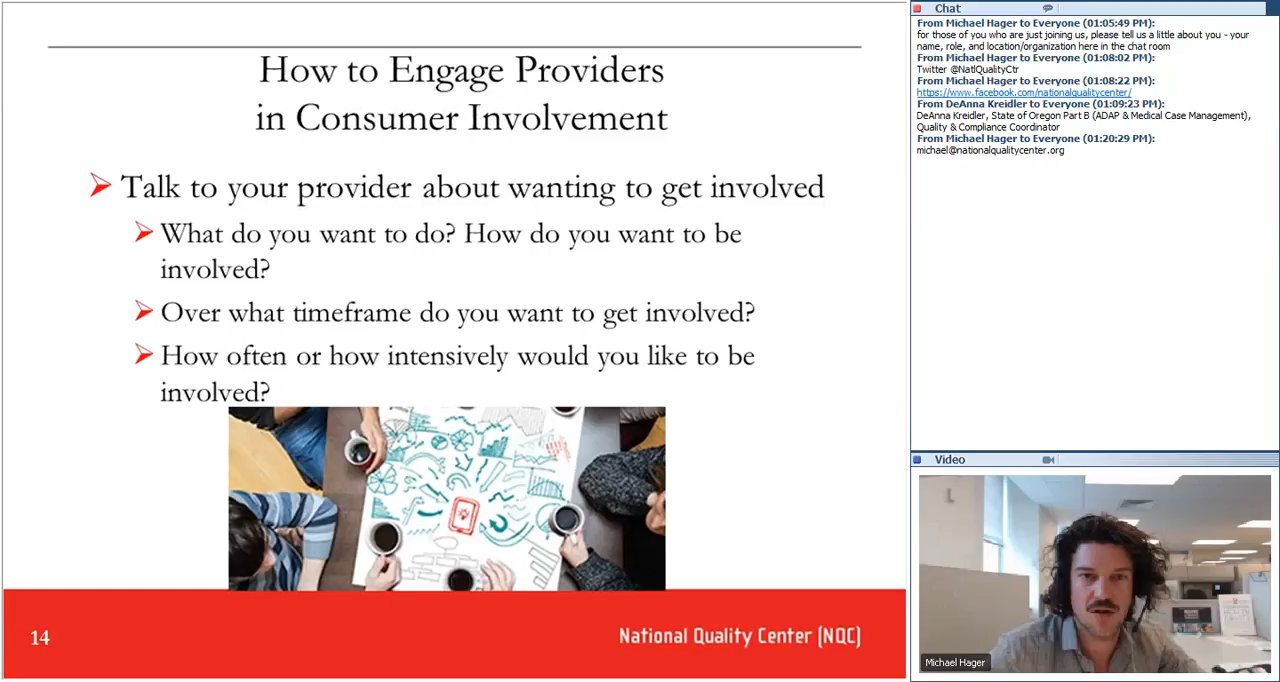 How to Engage Providers
in Consumer Involvement
Talk to your provider about wanting to get involved
What do you want to do? How do you want to be
involved?
Over what timeframe do you want to get involved?
How often or how intensively would you like to be
involved?
14
National Quality Center (NQC)
Chat
From Michael Hager to Everyone (01:05:49 PM):
for those of you who are just joining us, please tell us a little about you - your
name, role, and location/organization here in the chat room
From Michael Hager to Everyone (01:08:02 PM):
Twitter @NatlQualityCtr
From Michael Hager to Everyone (01:08:22 PM):
https://www.facebook.com/nationalqualitycenter/
From DeAnna Kreidler to Everyone (01:09:23 PM):
DeAnna Kreidler, State of Oregon Part B (ADAP & Medical Case Management),
Quality & Compliance Coordinator
From Michael Hager to Everyone (01:20:29 PM):
michael@nationalqualitycenter.org
Video
Michael Hager